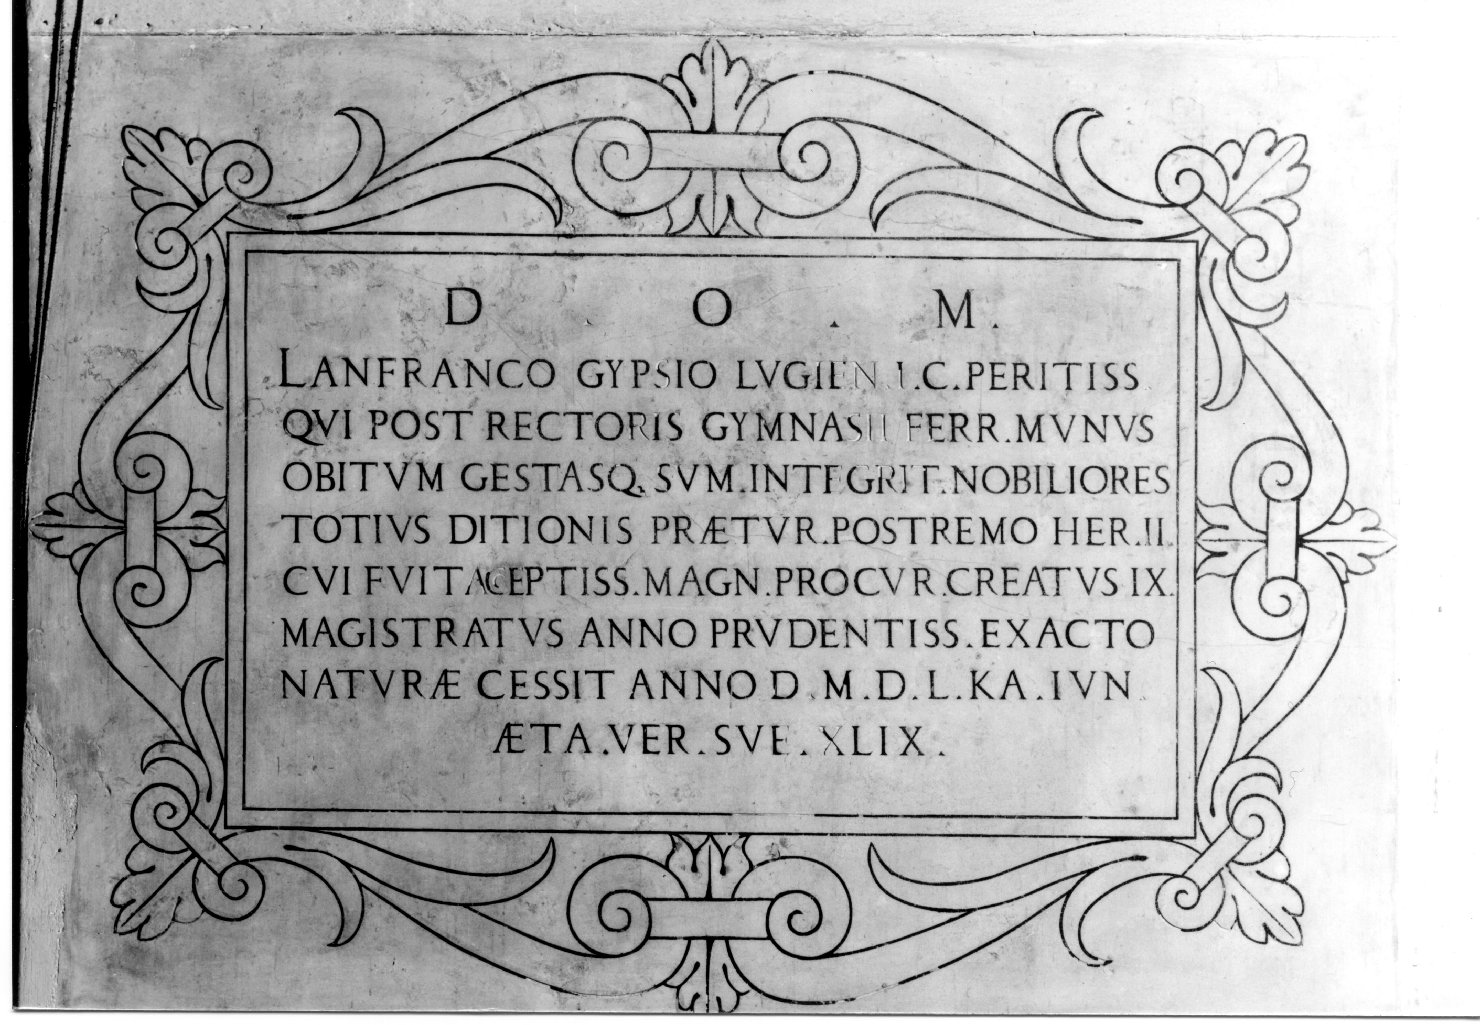 D . O . M .
LANFRANCO GYPSIO LVGIEN I.C.PERITISS
QVI POST RECTORIS GYMNASII FERR.MVNVS
OBITVM GESTASQ.SVM.INTEGRIT.NOBILIORES
TOTIVS DITIONIS PRÆTVR.POSTREMO HER.II.
CVI FVIT ACEPTISS.MAGN.PROCVR.CREATVS IX.
MAGISTRATVS ANNO PRVDENTISS.EXACTO
NATVRÆ CESSIT ANNO D.M.D.L.KA.IVN
ÆTA.VER.SVE.XLIX.